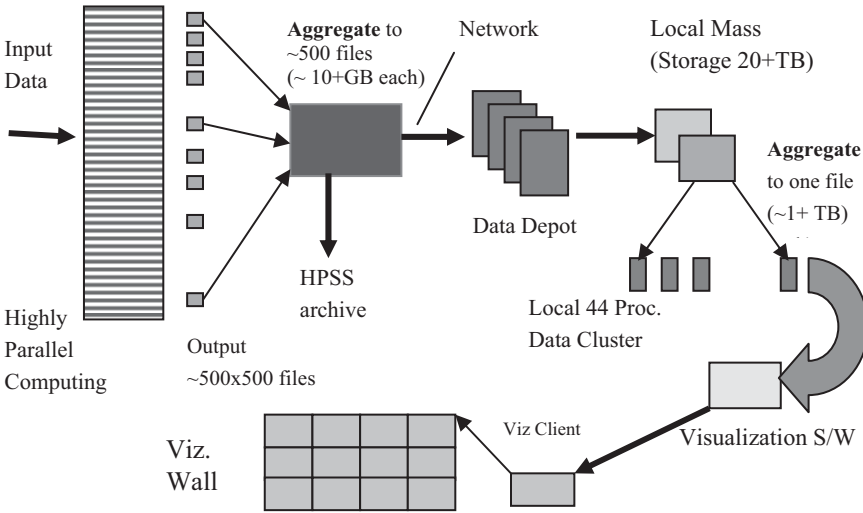 Input
Data
Aggregate to
~500 files
(~ 10+GB each)
Network
Local Mass
(Storage 20+TB)
Aggregate
to one file
(~1+ TB)
Data Depot
HPSS
archive
Local 44 Proc.
Data Cluster
Highly
Parallel
Computing
Output
~500x500 files
Visualization S/W
Viz Client
Viz.
Wall